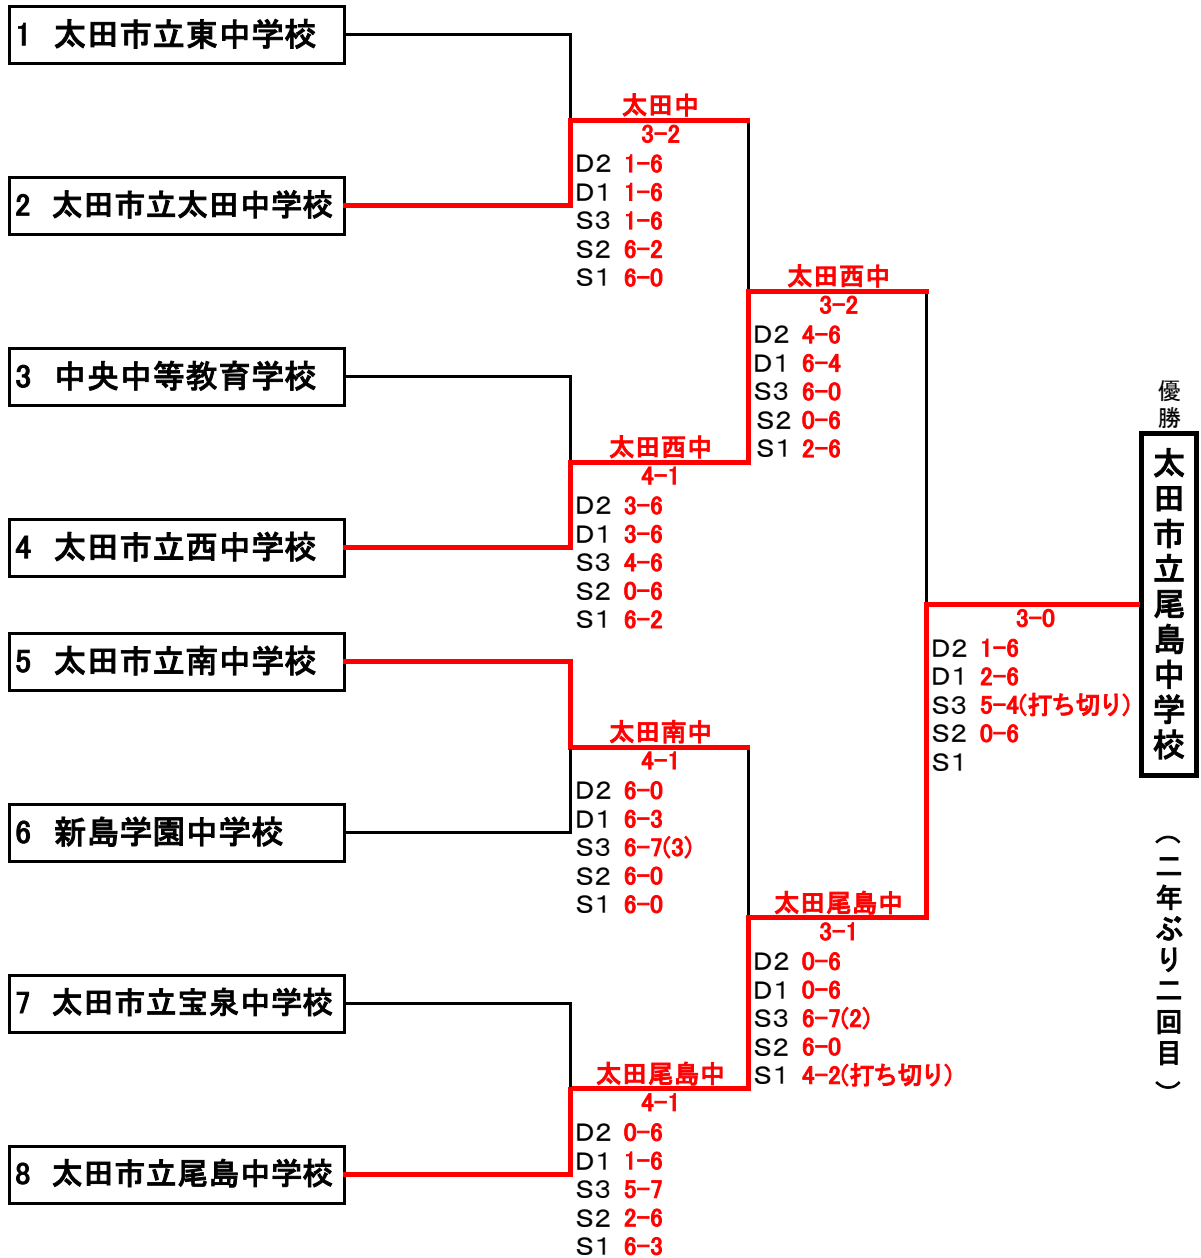 1 太田市立東中学校
2 太田市立太田中学校
3 中央中等教育学校
4 太田市立西中学校
5 太田市立南中学校
6 新島学園中学校
7 太田市立宝泉中学校
8 太田市立尾島中学校
太田中
3-2
D2 1-6
D1 1-6
S3 1-6
S2 6-2
S1 6-0
太田西中
4-1
D2 3-6
D1 3-6
S3 4-6
S2 0-6
S1 6-2
太田南中
4-1
D2 6-0
D1 6-3
S3 6-7(3)
S2 6-0
S1 6-0
太田尾島中
4-1
D2 0-6
D1 1-6
S3 5-7
S2 2-6
S1 6-3
太田西中
3-2
D2 4-6
D1 6-4
S3 6-0
S2 0-6
S1 2-6
太田尾島中
3-1
D2 0-6
D1 0-6
S3 6-7(2)
S2 6-0
S1 4-2(打ち切り)
3-0
D2 1-6
D1 2-6
S3 5-4(打ち切り)
S2 0-6
S1
優勝
太田市立尾島中学校
(二年ぶり二回目)